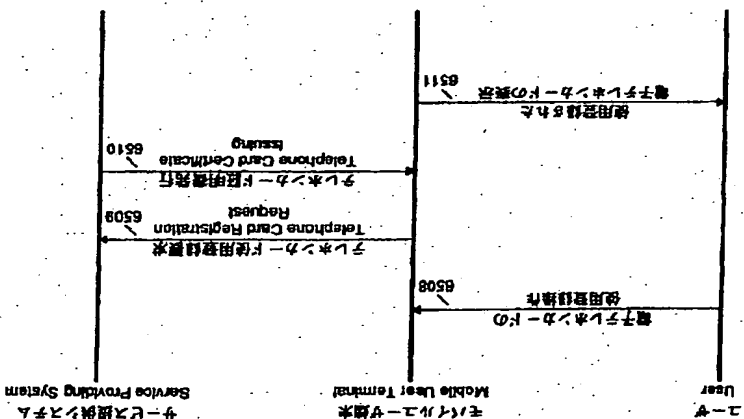 ユーザ
User
モバイルユーザ端末
Mobile User Terminal
サービス提供システム
Service Providing System
電子テレホンカードの
使用登録操作
6508
テレホンカード使用登録要求
Telephone Card Registration
Request
6509
テレホンカード証明書発行
Telephone Card Certificate
Issuing
6510
使用登録された
電子テレホンカードの表示
6511